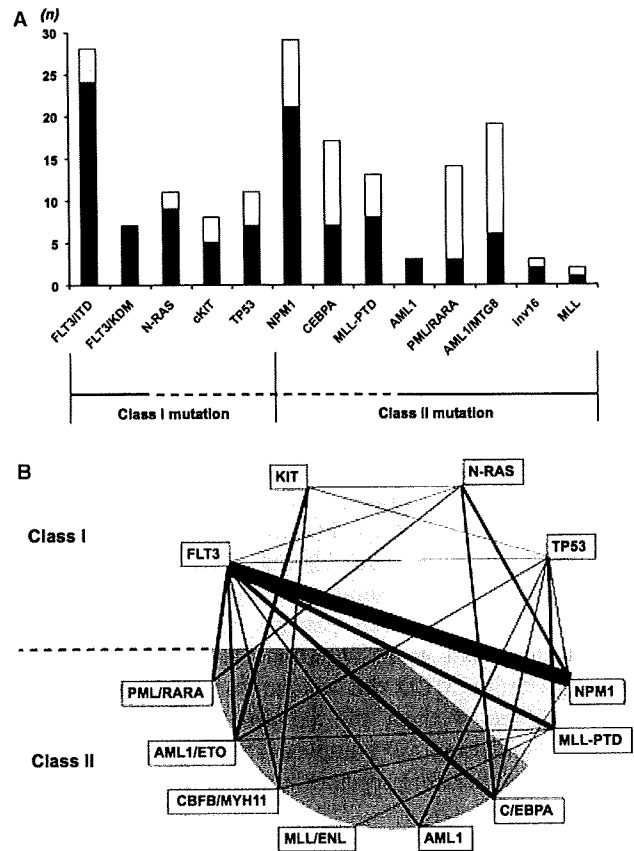 A (n)
30
25
20
15
10
5
0
FLT3/ITD
FLT3/KDM
N-RAS
cKIT
TP53
NPM1
CEBPA
MLL-PTD
AML1
PML/RARA
AML1/MTG8
inv16
MLL
Class I mutation
Class II mutation
B
KIT
N-RAS
Class I
FLT3
TP53
PML/RARA
NPM1
AML1/ETO
MLL-PTD
Class II
CBFB/MYH11
C/EBPA
MLL/ENL
AML1